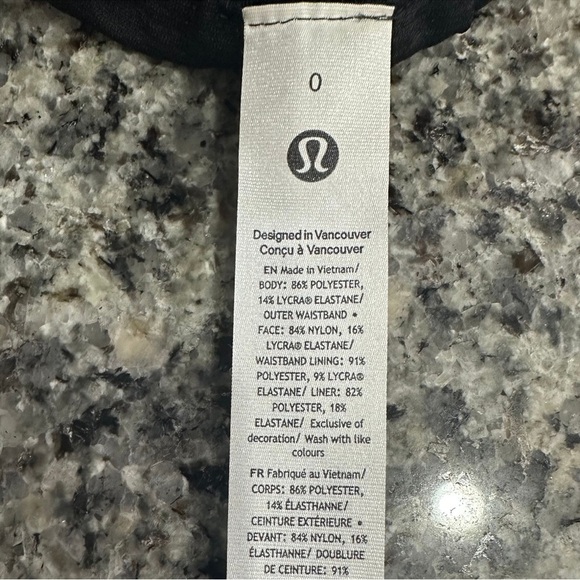 0
Designed in Vancouver
Conçu à Vancouver
EN Made in Vietnam/
BODY: 86% POLYESTER,
14% LYCRA® ELASTANE/
OUTER WAISTBAND •
FACE: 84% NYLON, 16%
LYCRA® ELASTANE/
WAISTBAND LINING: 91%
POLYESTER, 9% LYCRA®
ELASTANE/ LINER: 82%
POLYESTER, 18%
ELASTANE/ Exclusive of
decoration/ Wash with like
colours
FR Fabriqué au Vietnam/
CORPS: 86% POLYESTER,
14% ÉLASTHANNE/
CEINTURE EXTÉRIEURE •
DEVANT: 84% NYLON, 16%
ÉLASTHANNE/ DOUBLURE
DE CEINTURE: 91%